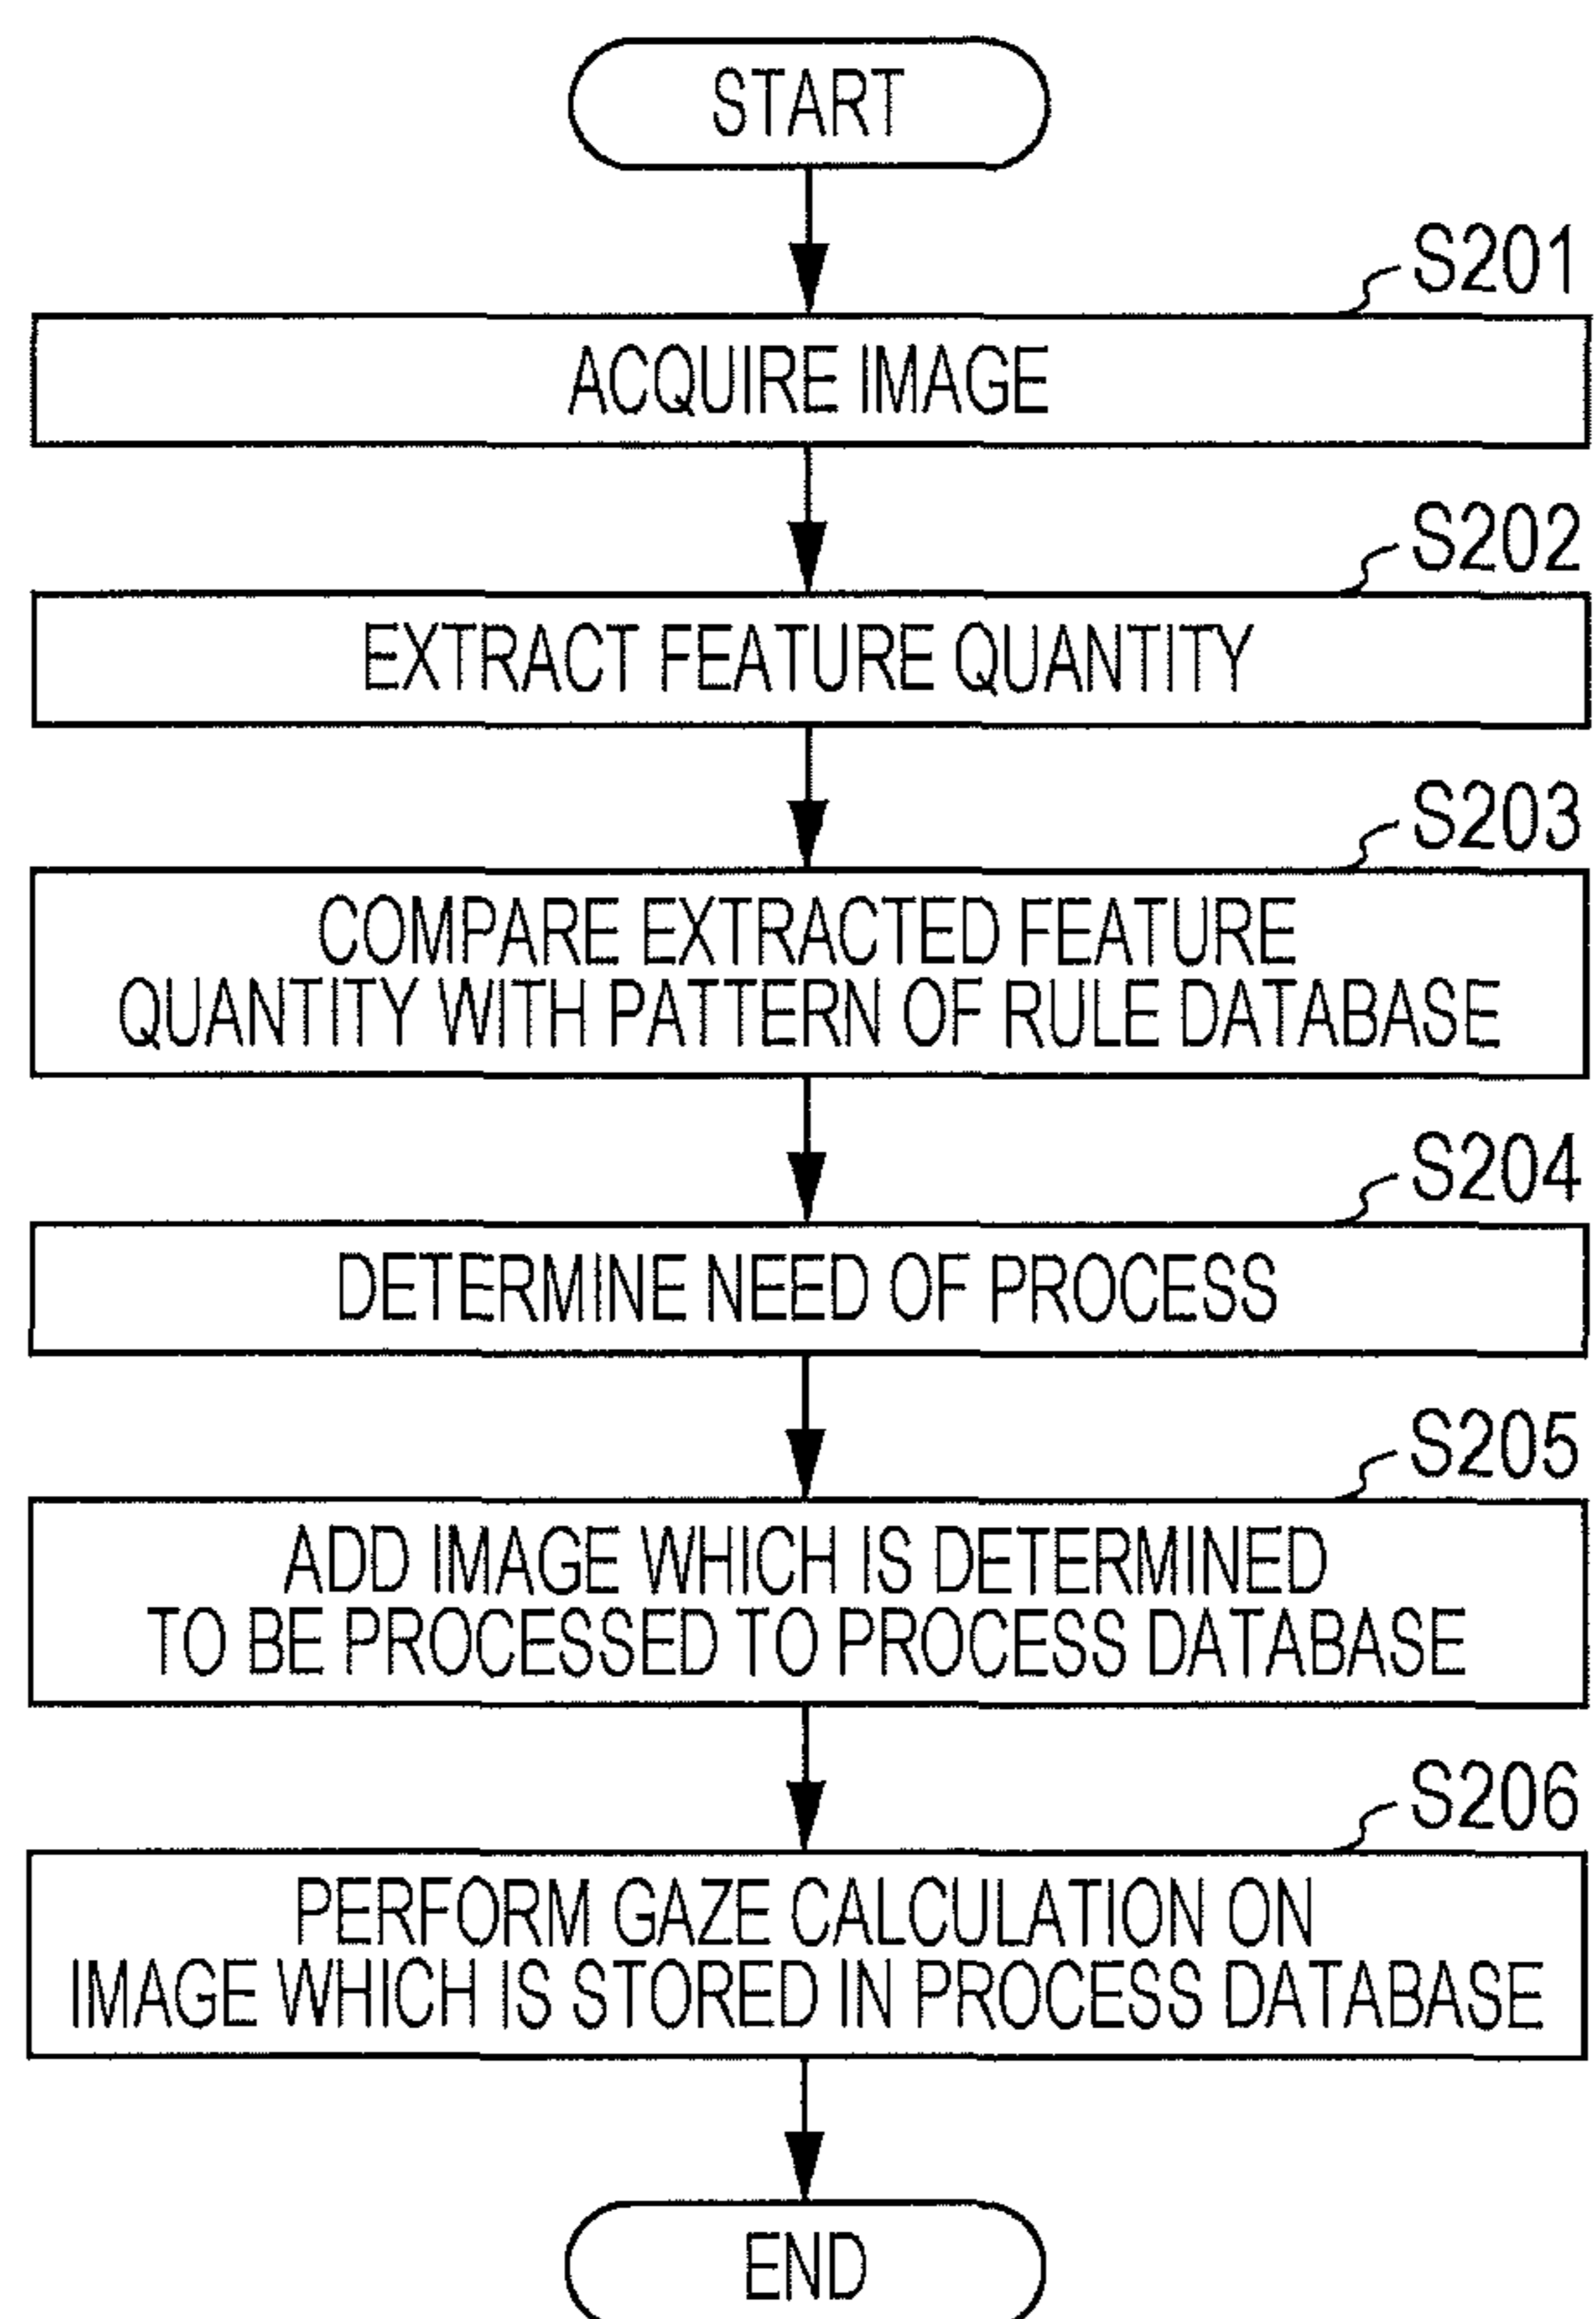 START
S201
ACQUIRE IMAGE
S202
EXTRACT FEATURE QUANTITY
S203
COMPARE EXTRACTED FEATURE
QUANTITY WITH PATTERN OF RULE DATABASE
S204
DETERMINE NEED OF PROCESS
S205
ADD IMAGE WHICH IS DETERMINED
TO BE PROCESSED TO PROCESS DATABASE
S206
PERFORM GAZE CALCULATION ON
IMAGE WHICH IS STORED IN PROCESS DATABASE
END